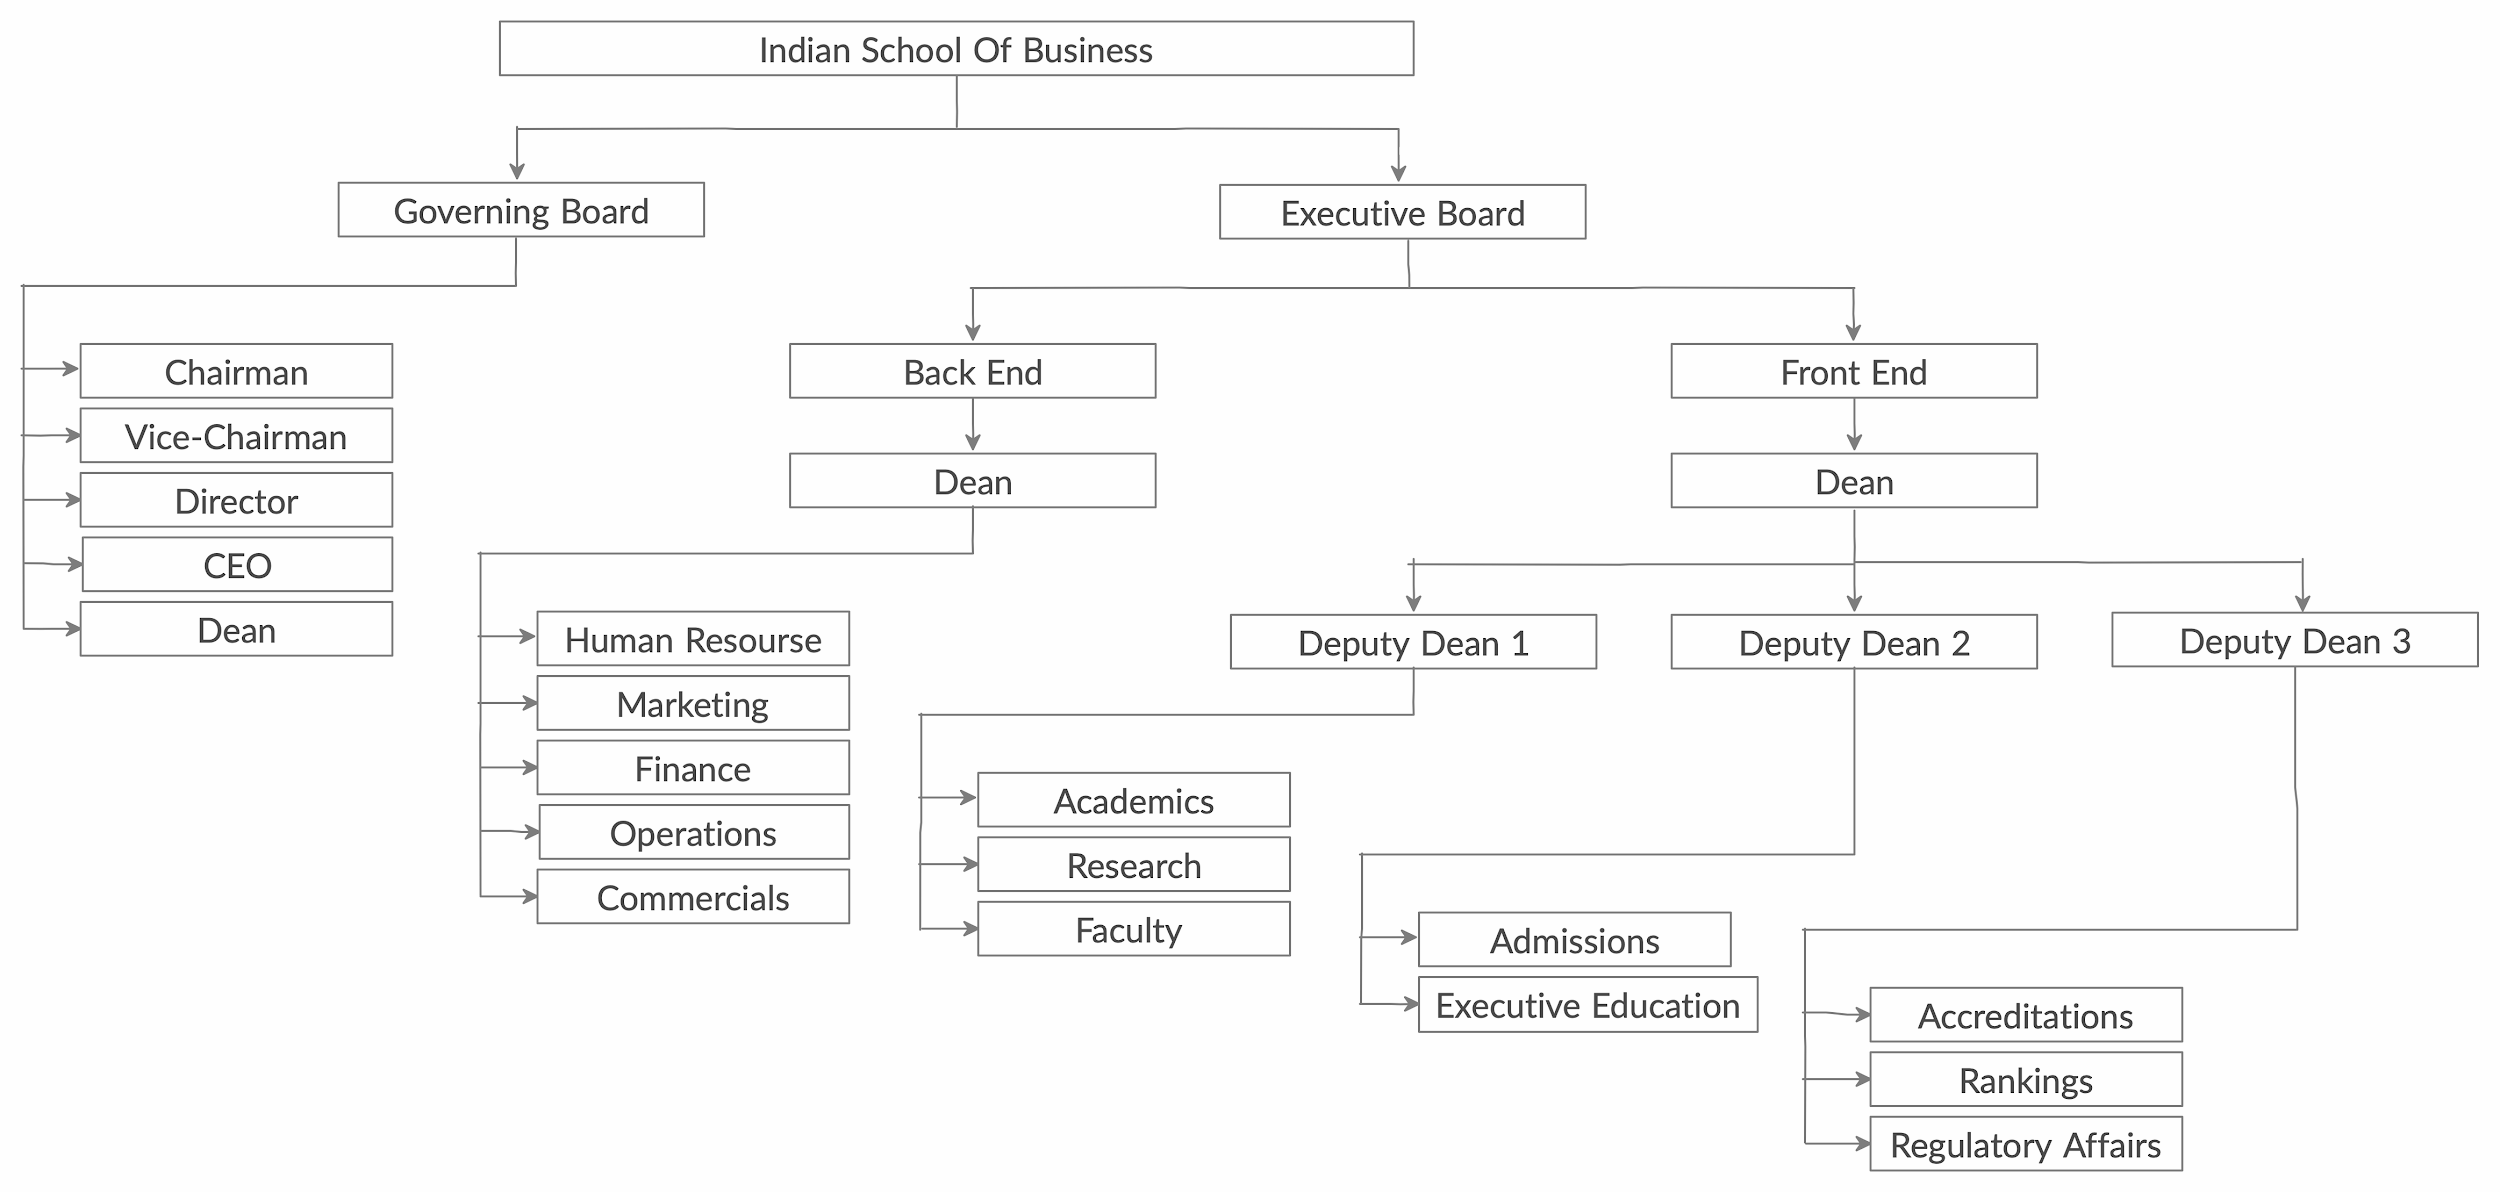 Indian School Of Business
Governing Board
Executive Board
Chairman
Vice-Chairman
Director
CEO
Dean
Back End
Front End
Dean
Dean
Human Resourse
Marketing
Finance
Operations
Commercials
Deputy Dean 1
Deputy Dean 2
Deputy Dean 3
Academics
Research
Faculty
Admissions
Executive Education
Accreditations
Rankings
Regulatory Affairs